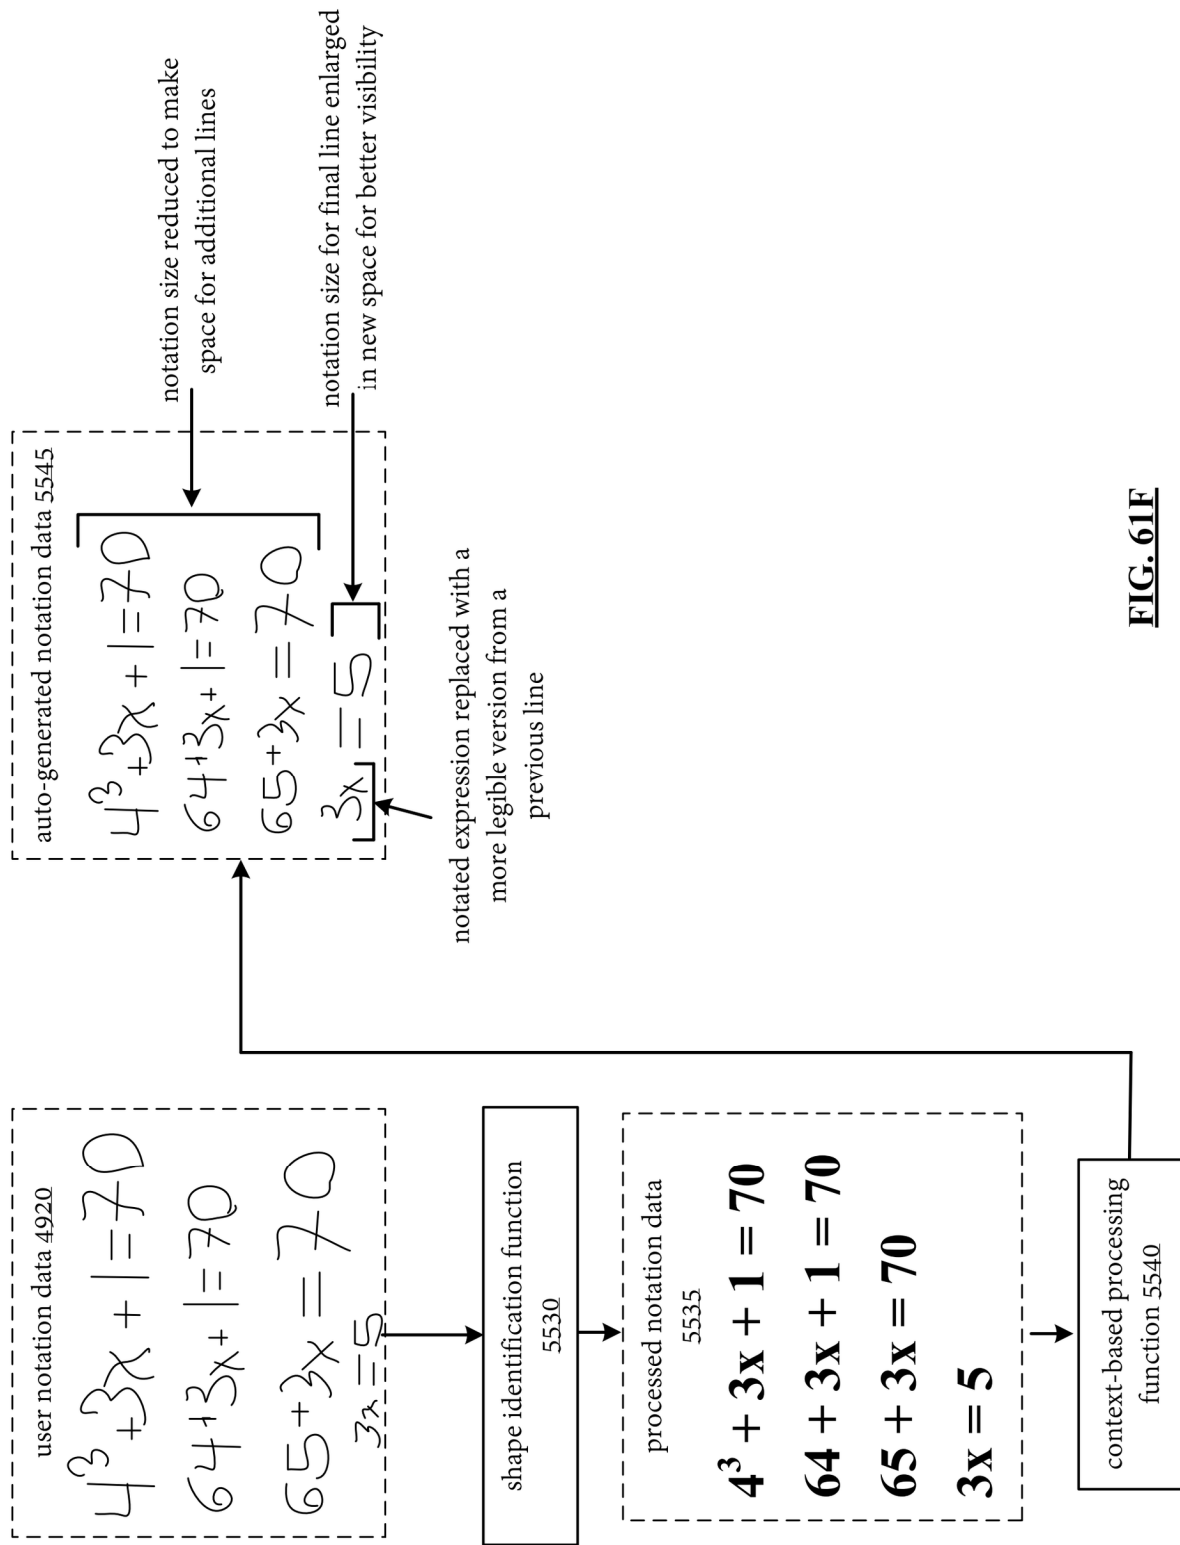 user notation data 4920
4³+3x+1=70
64+3x+1=70
65+3x=70
3x=5
shape identification function
5530
processed notation data
5535
4³ + 3x + 1 = 70
64 + 3x + 1 = 70
65 + 3x = 70
3x = 5
context-based processing
function 5540
auto-generated notation data 5545
4³+3x+1=70
64+3x+1=70
65+3x=70
3x=5
notation size reduced to make
space for additional lines
notation size for final line enlarged
in new space for better visibility
notated expression replaced with a
more legible version from a
previous line
FIG. 61F